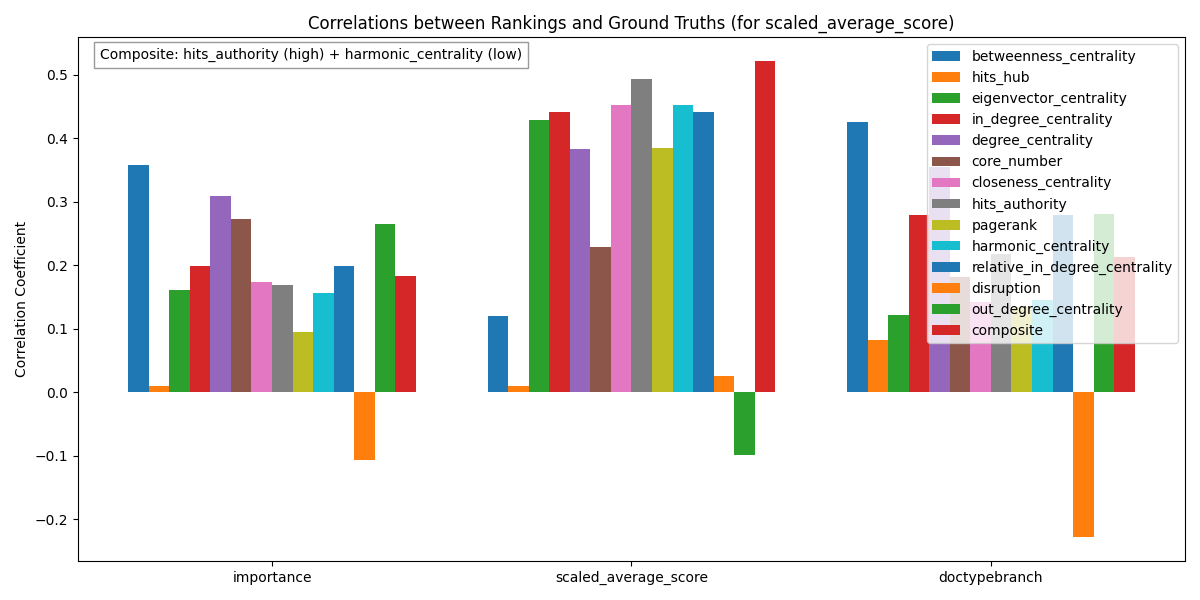 Correlations between Rankings and Ground Truths (for scaled_average_score)
Composite: hits_authority (high) + harmonic_centrality (low)
betweenness_centrality
hits_hub
eigenvector_centrality
in_degree_centrality
degree_centrality
core_number
closeness_centrality
hits_authority
pagerank
harmonic_centrality
relative_in_degree_centrality
disruption
out_degree_centrality
composite
Correlation Coefficient
0.5
0.4
0.3
0.2
0.1
0.0
−0.1
−0.2
importance
scaled_average_score
doctypebranch